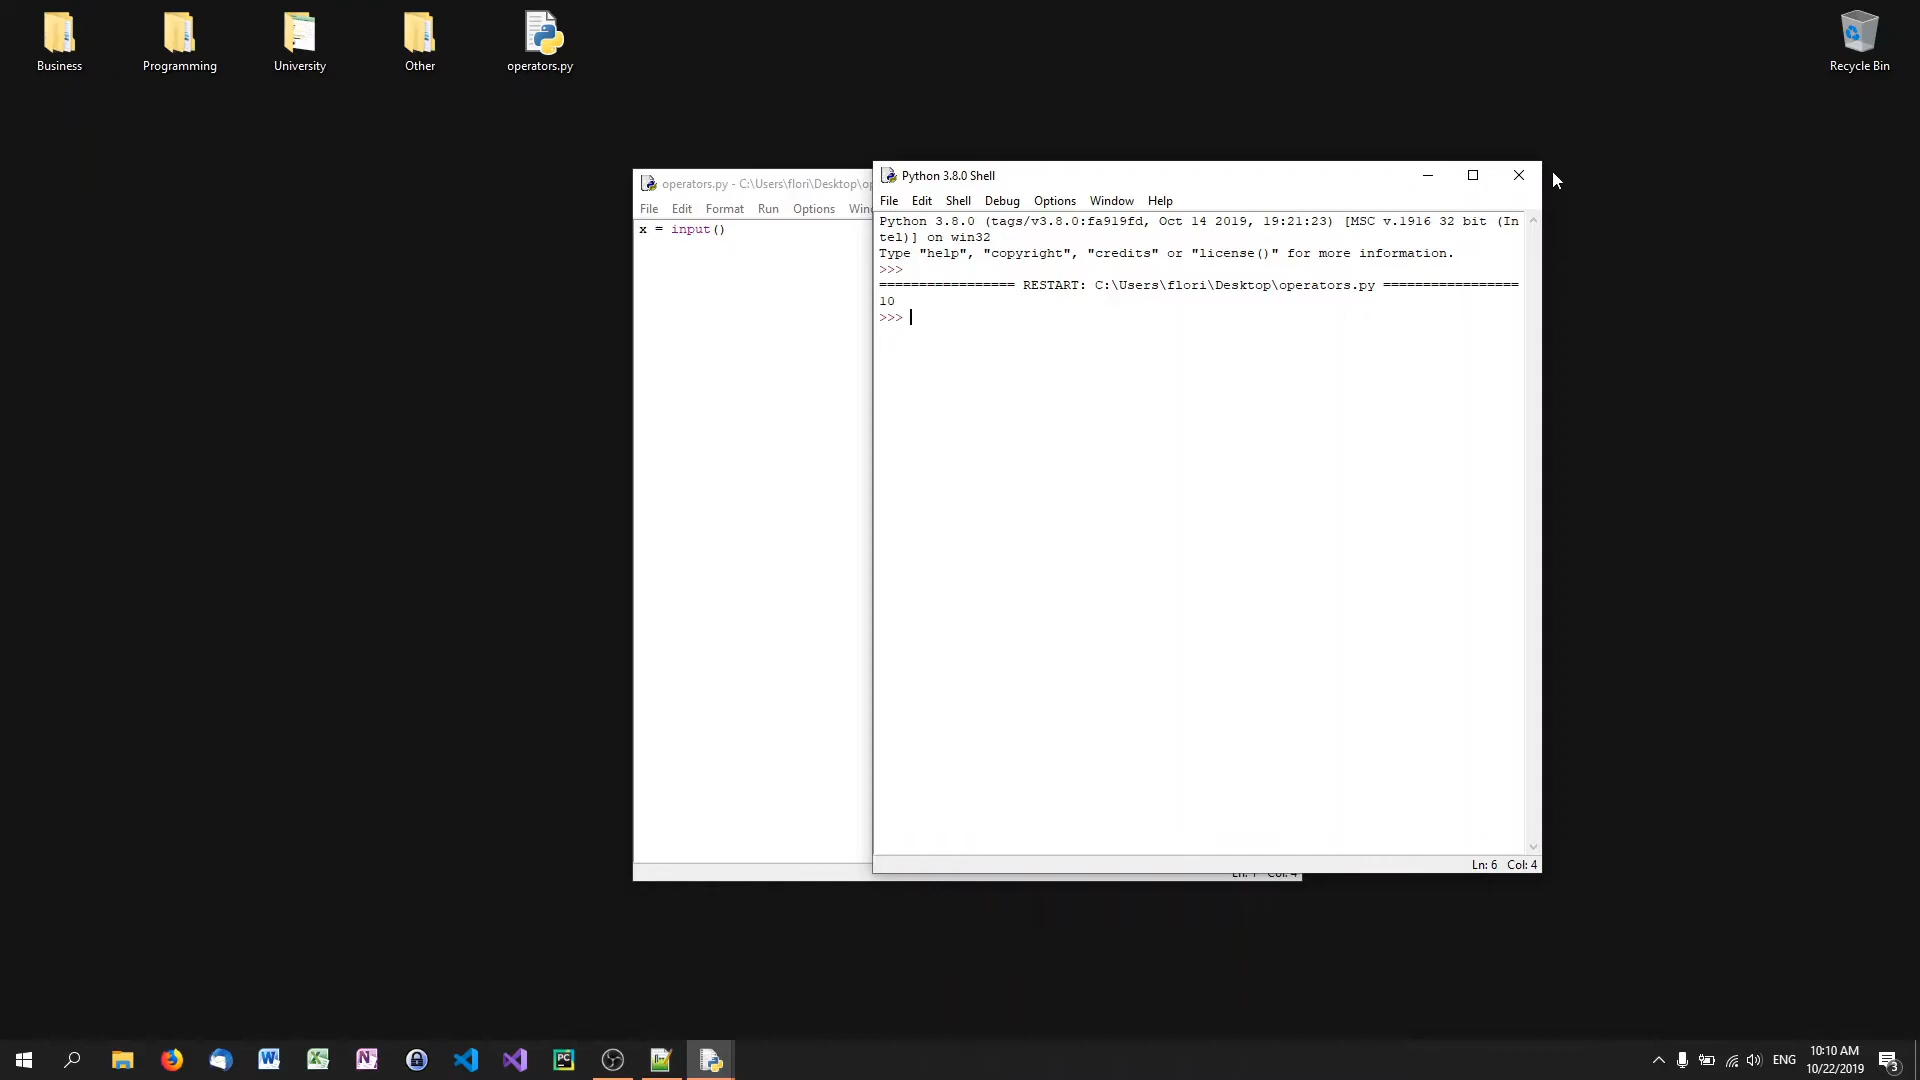 Business
Programming
University
Other
operators.py
Recycle Bin
operators.py - C:\Users\flori\Desktop\op
File Edit Format Run Options Win
x = input()
Python 3.8.0 Shell
File Edit Shell Debug Options Window Help
Python 3.8.0 (tags/v3.8.0:fa919fd, Oct 14 2019, 19:21:23) [MSC v.1916 32 bit (In
tel)] on win32
Type "help", "copyright", "credits" or "license()" for more information.
>>>
================= RESTART: C:\Users\flori\Desktop\operators.py =================
10
>>>
Ln: 6 Col: 4
ENG
10:10 AM
10/22/2019
3